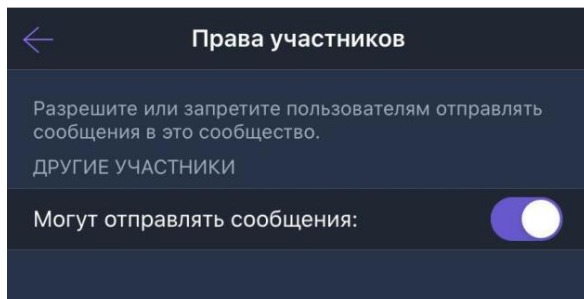 Права участников
Разрешите или запретите пользователям отправлять
сообщения в это сообщество.
ДРУГИЕ УЧАСТНИКИ
Могут отправлять сообщения: